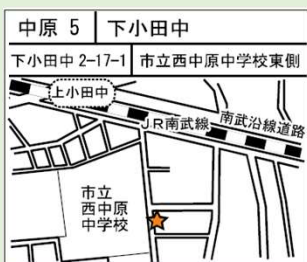 中原 5 下小田中
下小田中 2-17-1 市立西中原中学校東側
上小田中
JR南武線
南武沿線道路
市立
西中原
中学校